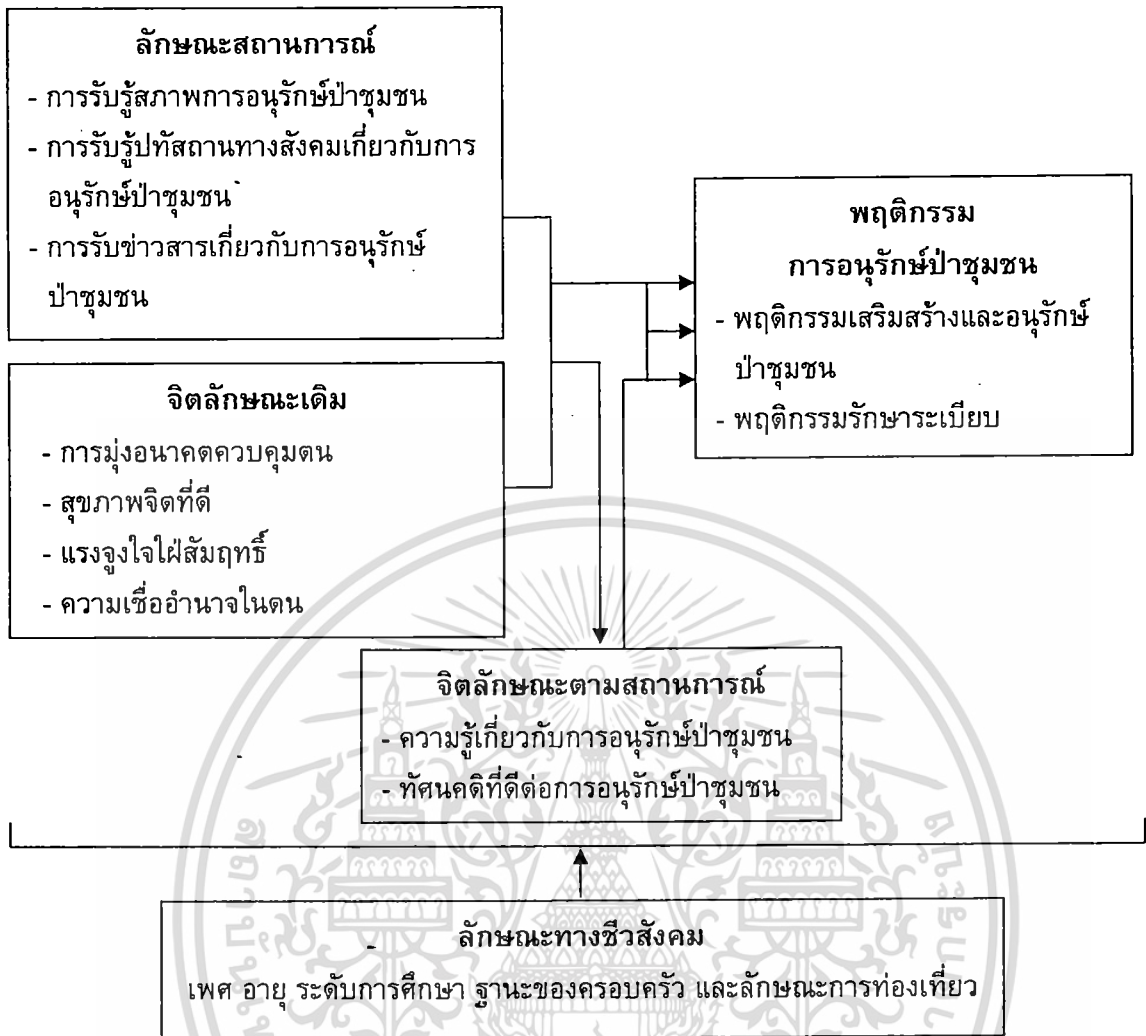 ลักษณะสถานการณ์
- การรับรู้สภาพการอนุรักษ์ป่าชุมชน
- การรับรู้ปทัสถานทางสังคมเกี่ยวกับการ
อนุรักษ์ป่าชุมชน
- การรับข่าวสารเกี่ยวกับการอนุรักษ์
ป่าชุมชน
จิตลักษณะเดิม
- การมุ่งอนาคตควบคุมตน
- สุขภาพจิตที่ดี
- แรงจูงใจใฝ่สัมฤทธิ์
- ความเชื่ออำนาจในตน
พฤติกรรม
การอนุรักษ์ป่าชุมชน
- พฤติกรรมเสริมสร้างและอนุรักษ์
ป่าชุมชน
- พฤติกรรมรักษาระเบียบ
จิตลักษณะตามสถานการณ์
- ความรู้เกี่ยวกับการอนุรักษ์ป่าชุมชน
- ทัศนคติที่ดีต่อการอนุรักษ์ป่าชุมชน
ลักษณะทางชีวสังคม
เพศ อายุ ระดับการศึกษา ฐานะของครอบครัว และลักษณะการท่องเที่ยว